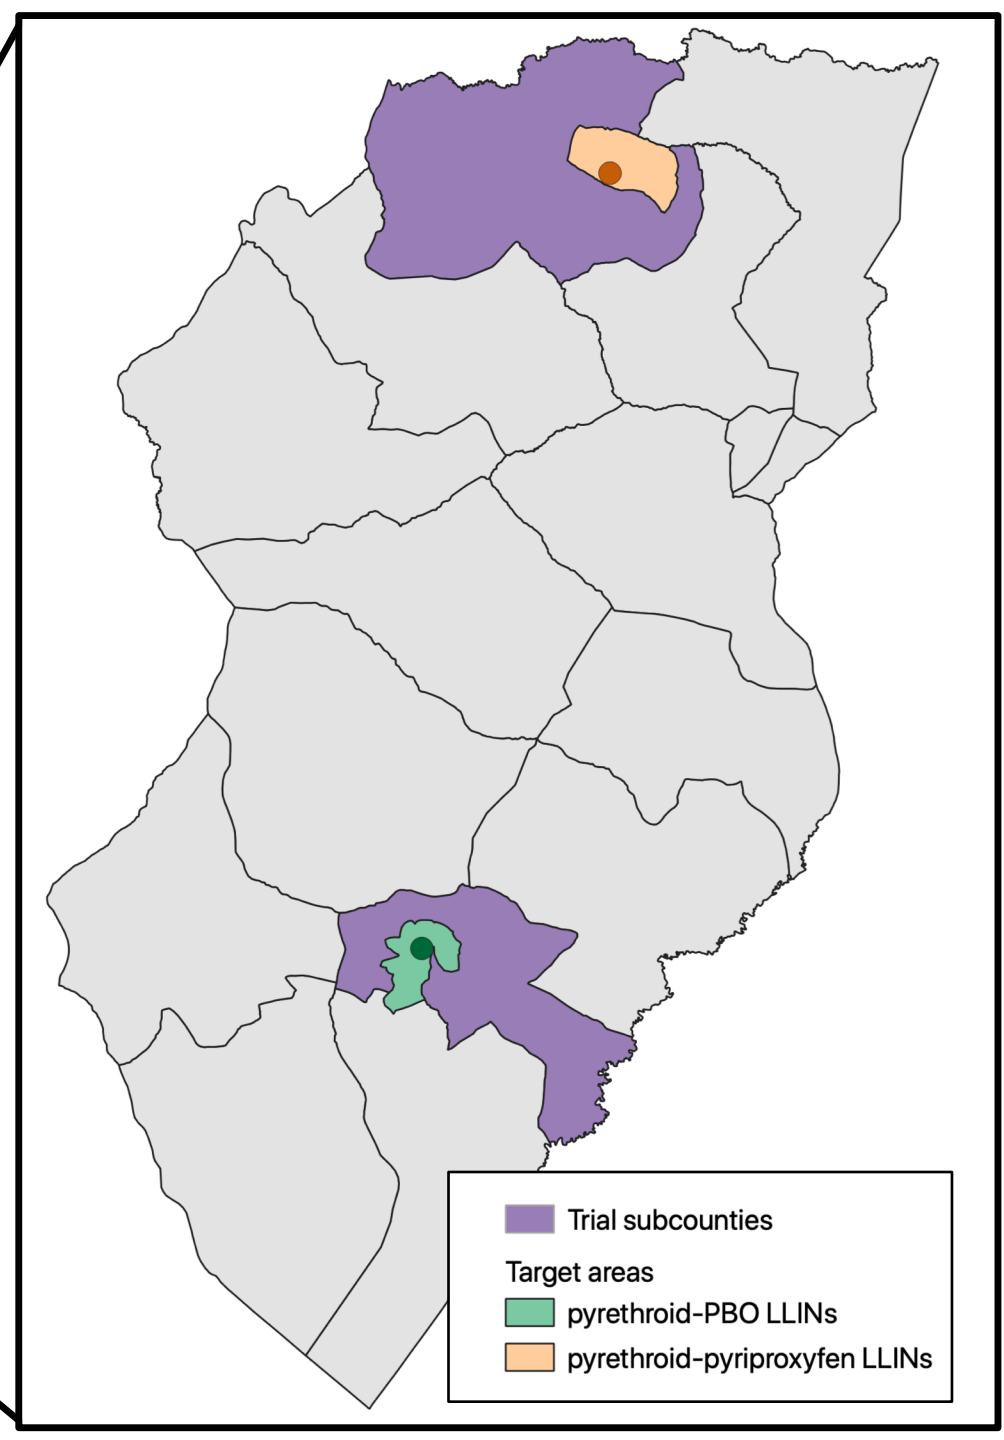 Trial subcounties
Target areas
pyrethroid-PBO LLINs
pyrethroid-pyriproxyfen LLINs